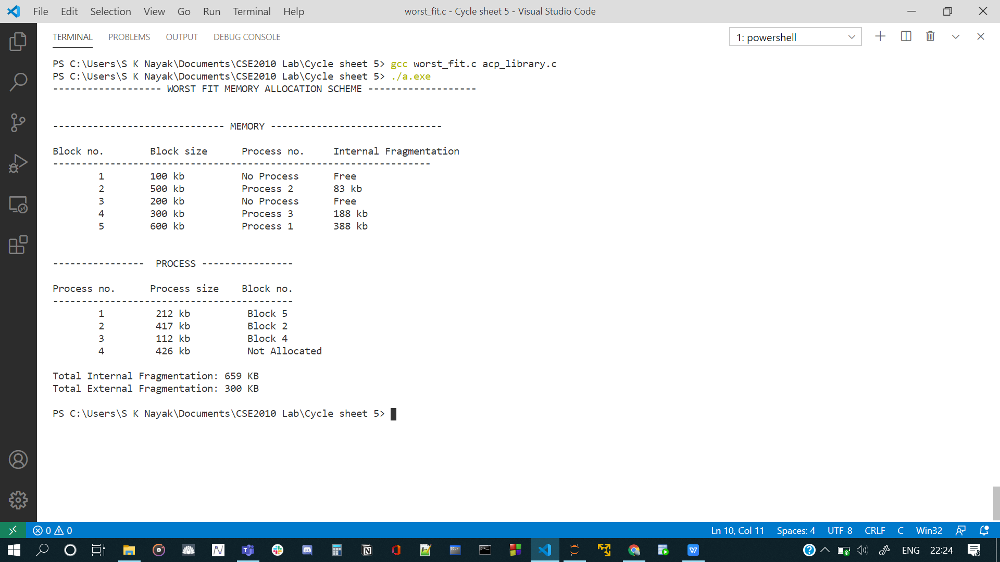 File Edit Selection View Go Run Terminal Help worst_fit.c - Cycle sheet 5 - Visual Studio Code
TERMINAL PROBLEMS OUTPUT DEBUG CONSOLE 1: powershell
PS C:\Users\S K Nayak\Documents\CSE2010 Lab\Cycle sheet 5> gcc worst_fit.c acp_library.c
PS C:\Users\S K Nayak\Documents\CSE2010 Lab\Cycle sheet 5> ./a.exe
------------------- WORST FIT MEMORY ALLOCATION SCHEME -------------------
------------------------------ MEMORY ------------------------------
Block no. Block size Process no. Internal Fragmentation
------------------------------------------------------------------
1 100 kb No Process Free
2 500 kb Process 2 83 kb
3 200 kb No Process Free
4 300 kb Process 3 188 kb
5 600 kb Process 1 388 kb
---------------- PROCESS ----------------
Process no. Process size Block no.
------------------------------------------
1 212 kb Block 5
2 417 kb Block 2
3 112 kb Block 4
4 426 kb Not Allocated
Total Internal Fragmentation: 659 KB
Total External Fragmentation: 300 KB
PS C:\Users\S K Nayak\Documents\CSE2010 Lab\Cycle sheet 5>
0 0 Ln 10, Col 11 Spaces: 4 UTF-8 CRLF C Win32
ENG 22:24